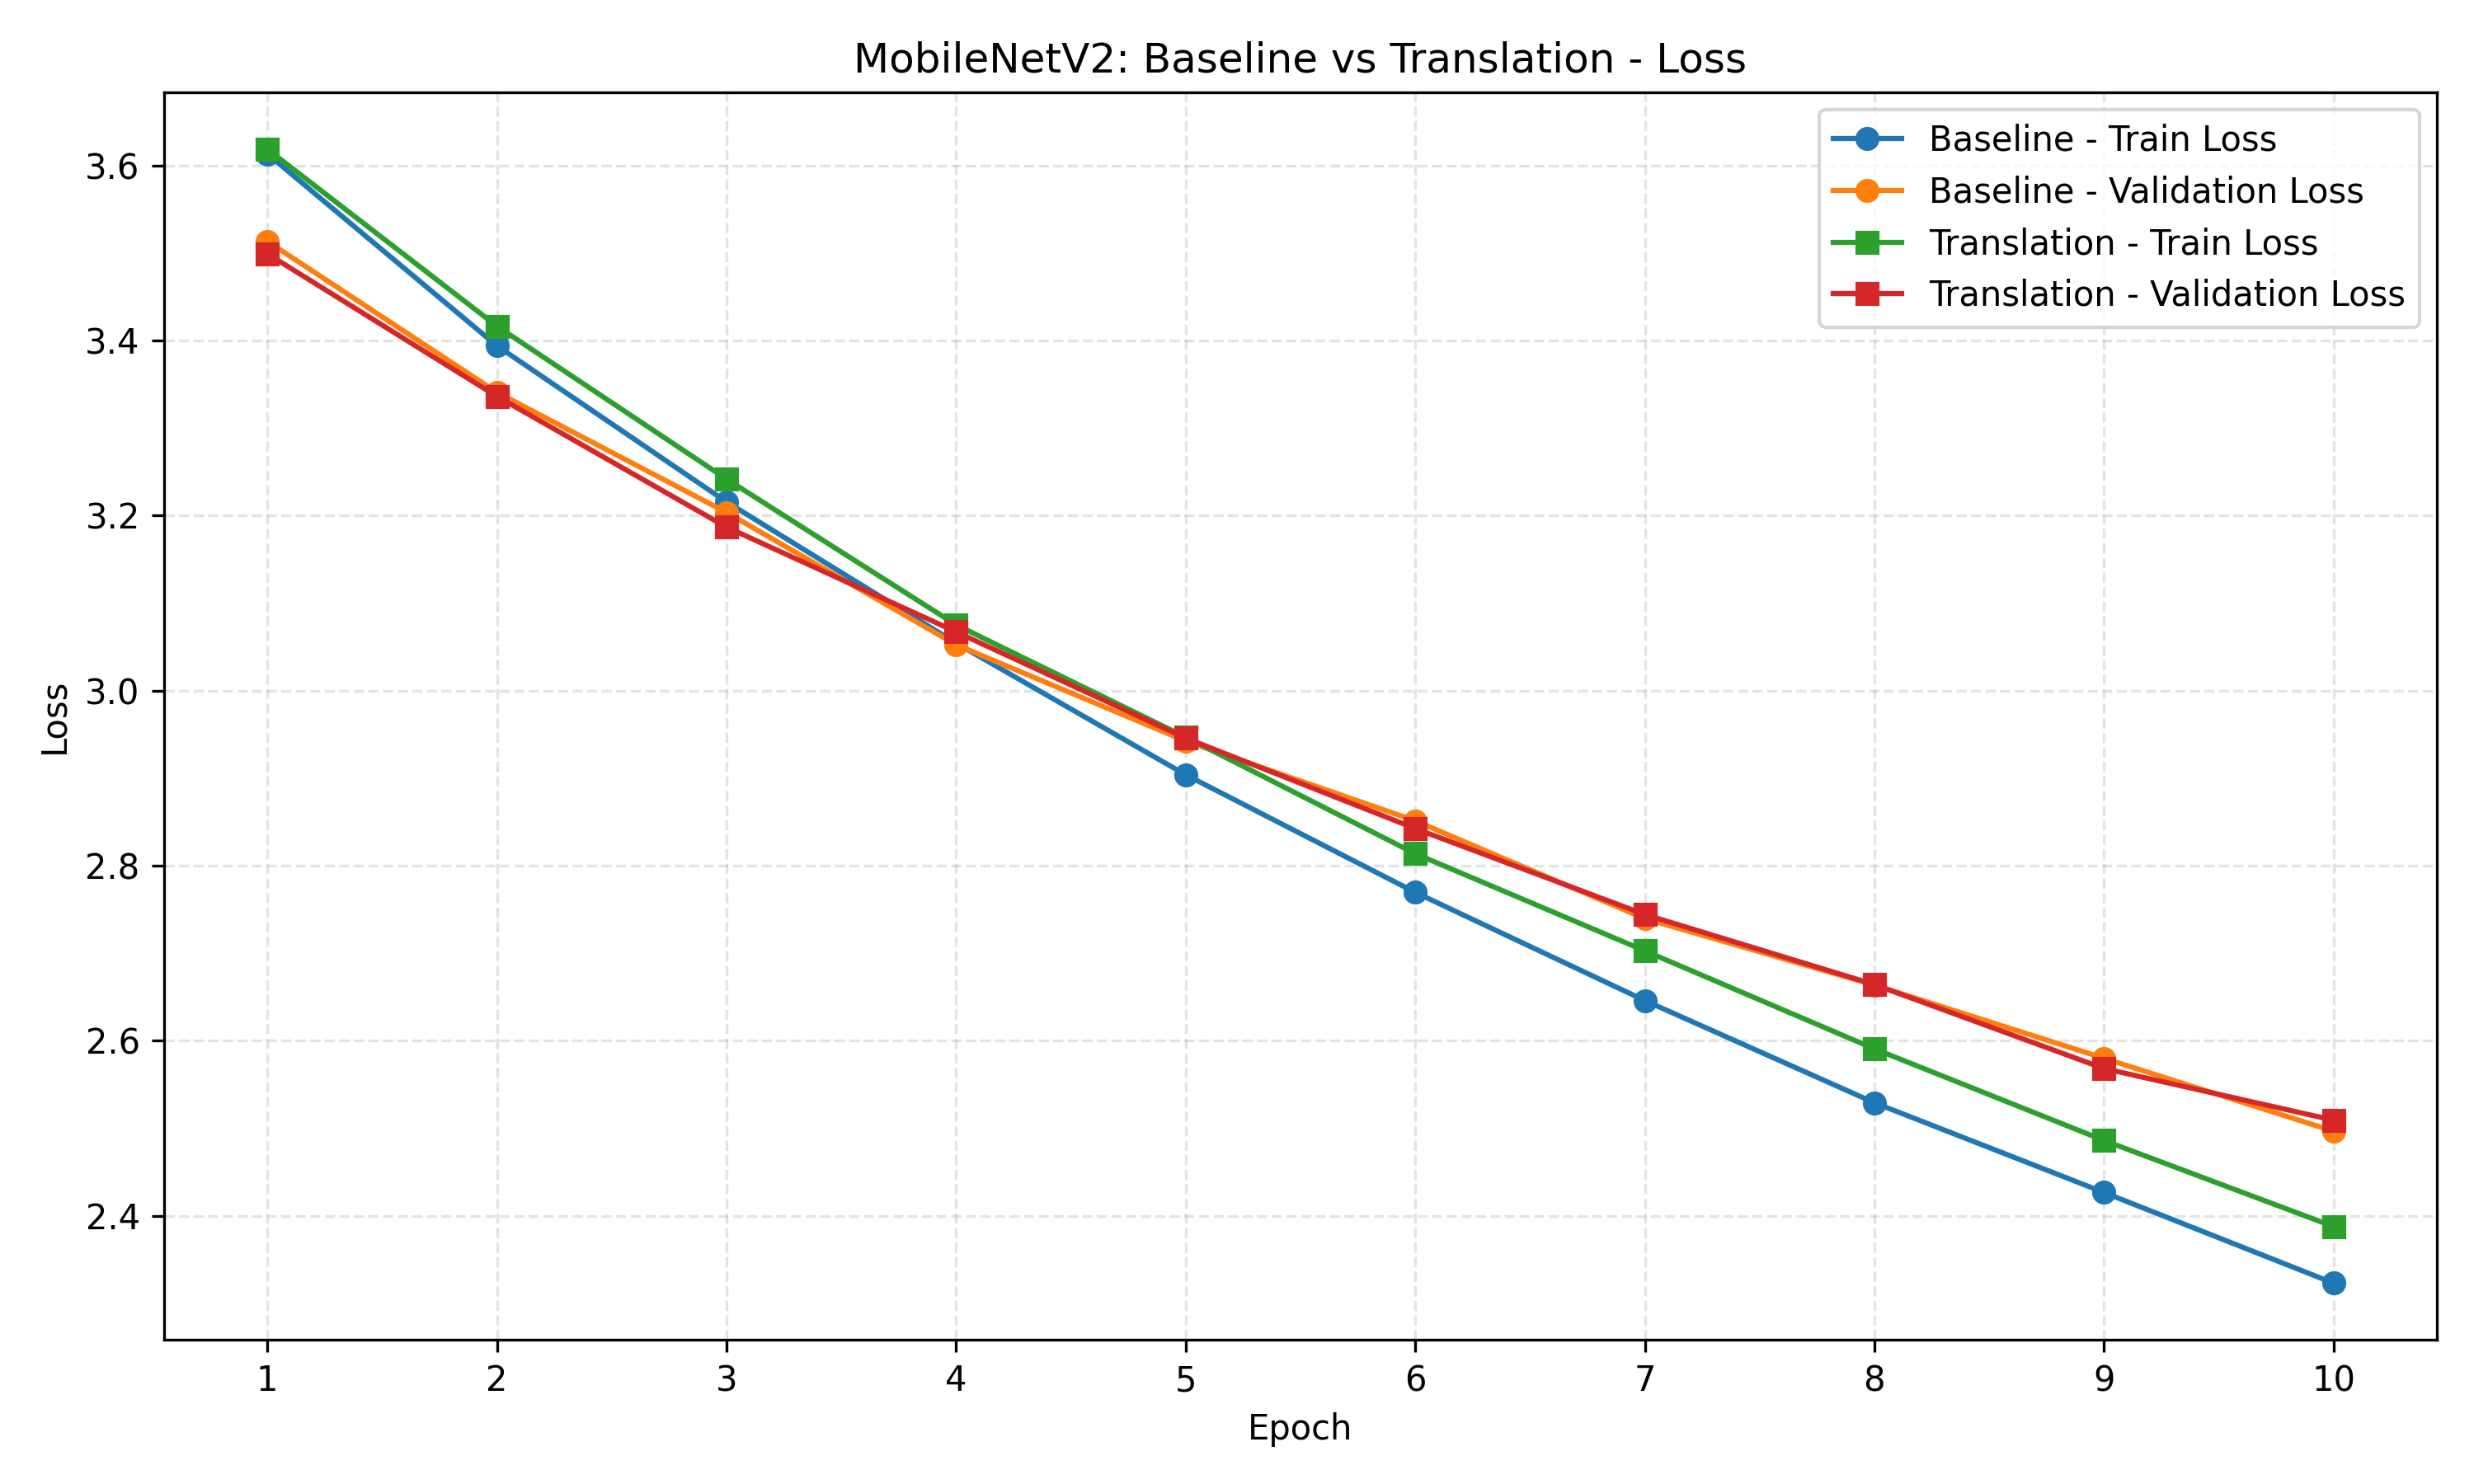 MobileNetV2: Baseline vs Translation - Loss
Baseline - Train Loss
Baseline - Validation Loss
Translation - Train Loss
Translation - Validation Loss
3.6
3.4
3.2
3.0
2.8
2.6
2.4
Loss
1 2 3 4 5 6 7 8 9 10
Epoch